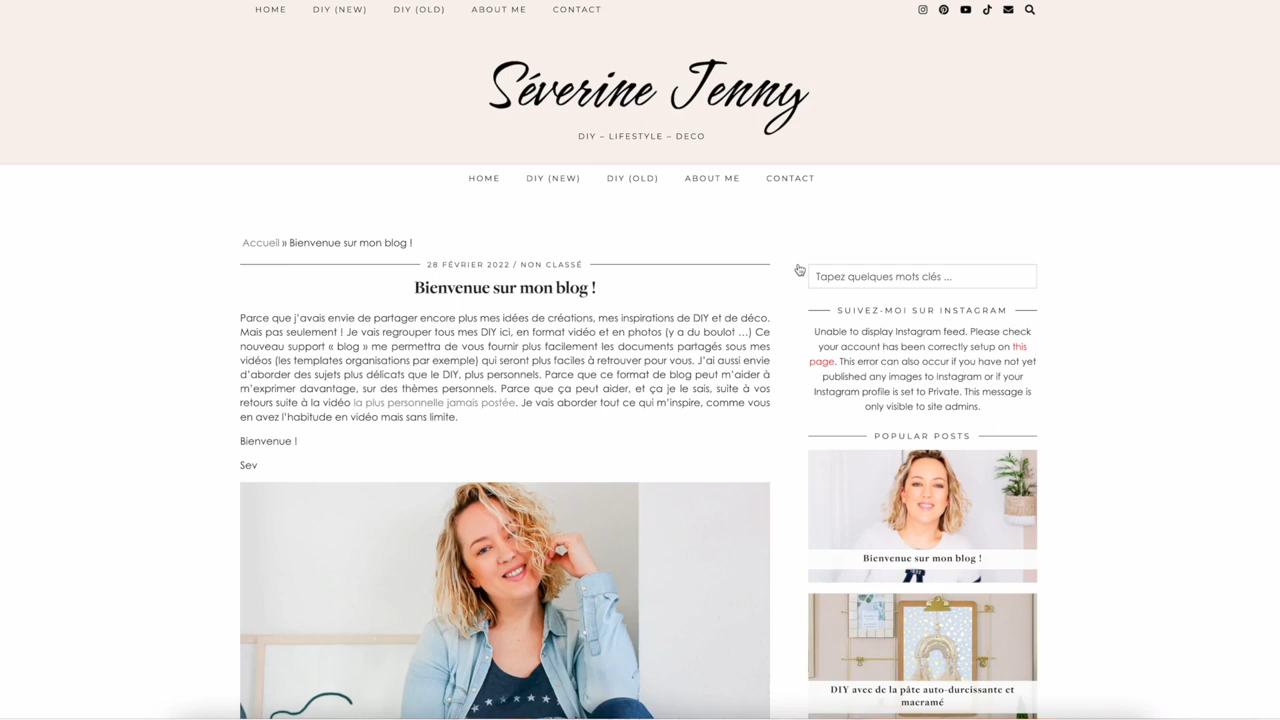 HOME DIY (NEW) DIY (OLD) ABOUT ME CONTACT
Séverine Jenny
DIY – LIFESTYLE – DECO
HOME DIY (NEW) DIY (OLD) ABOUT ME CONTACT
Accueil » Bienvenue sur mon blog !
28 FÉVRIER 2022 / NON CLASSÉ
Bienvenue sur mon blog !
Parce que j’avais envie de partager encore plus mes idées de créations, mes inspirations de DIY et de déco.
Mais pas seulement ! Je vais regrouper tous mes DIY ici, en format vidéo et en photos (y a du boulot …) Ce
nouveau support « blog » me permettra de vous fournir plus facilement les documents partagés sous mes
vidéos (les templates organisations par exemple) qui seront plus faciles à retrouver pour vous. J’ai aussi envie
d’aborder des sujets plus délicats que le DIY, plus personnels. Parce que ce format de blog peut m’aider à
m’exprimer davantage, sur des thèmes personnels. Parce que ça peut aider, et ça je le sais, suite à vos
retours suite à la vidéo la plus personnelle jamais postée. Je vais aborder tout ce qui m’inspire, comme vous
en avez l’habitude en vidéo mais sans limite.
Bienvenue !
Sev
Tapez quelques mots clés ...
SUIVEZ-MOI SUR INSTAGRAM
Unable to display Instagram feed. Please check
your account has been correctly setup on this
page. This error can also occur if you have not yet
published any images to Instagram or if your
Instagram profile is set to Private. This message is
only visible to site admins.
POPULAR POSTS
Bienvenue sur mon blog !
DIY avec de la pâte auto-durcissante et
macramé